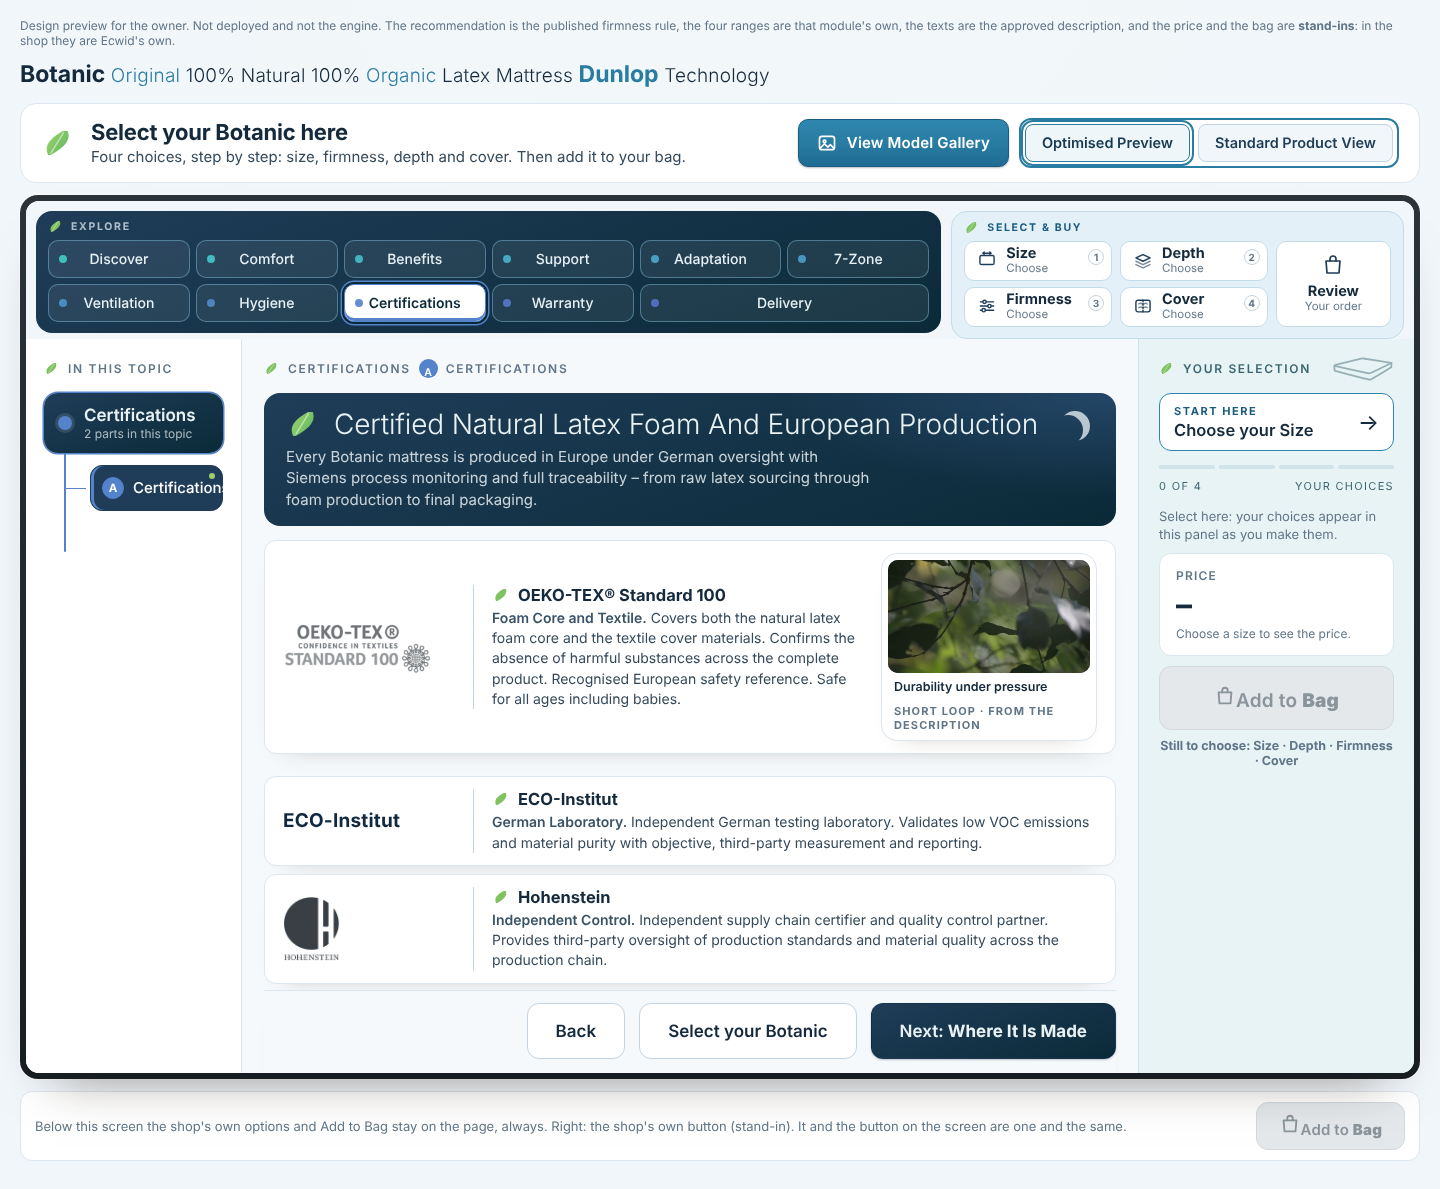 Design preview for the owner. Not deployed and not the engine. The recommendation is the published firmness rule, the four ranges are that module's own, the texts are the approved description, and the price and the bag are stand-ins: in the
shop they are Ecwid's own.
Botanic Original 100% Natural 100% Organic Latex Mattress Dunlop Technology
Select your Botanic here
Four choices, step by step: size, firmness, depth and cover. Then add it to your bag.
View Model Gallery
Optimised Preview
Standard Product View
EXPLORE
Discover
Comfort
Benefits
Support
Adaptation
7-Zone
Ventilation
Hygiene
Certifications
Warranty
Delivery
SELECT & BUY
Size
Choose
1
Depth
Choose
2
Firmness
Choose
3
Cover
Choose
4
Review
Your order
IN THIS TOPIC
Certifications
2 parts in this topic
A Certifications
CERTIFICATIONS A CERTIFICATIONS
Certified Natural Latex Foam And European Production
Every Botanic mattress is produced in Europe under German oversight with
Siemens process monitoring and full traceability – from raw latex sourcing through
foam production to final packaging.
OEKO-TEX®
CONFIDENCE IN TEXTILES
STANDARD 100
OEKO-TEX® Standard 100
Foam Core and Textile. Covers both the natural latex
foam core and the textile cover materials. Confirms the
absence of harmful substances across the complete
product. Recognised European safety reference. Safe
for all ages including babies.
Durability under pressure
SHORT LOOP · FROM THE
DESCRIPTION
ECO-Institut
ECO-Institut
German Laboratory. Independent German testing laboratory. Validates low VOC emissions
and material purity with objective, third-party measurement and reporting.
HOHENSTEIN
Hohenstein
Independent Control. Independent supply chain certifier and quality control partner.
Provides third-party oversight of production standards and material quality across the
production chain.
Back
Select your Botanic
Next: Where It Is Made
YOUR SELECTION
START HERE
Choose your Size
0 OF 4
YOUR CHOICES
Select here: your choices appear in
this panel as you make them.
PRICE
–
Choose a size to see the price.
Add to Bag
Still to choose: Size · Depth · Firmness
· Cover
Below this screen the shop's own options and Add to Bag stay on the page, always. Right: the shop's own button (stand-in). It and the button on the screen are one and the same.
Add to Bag